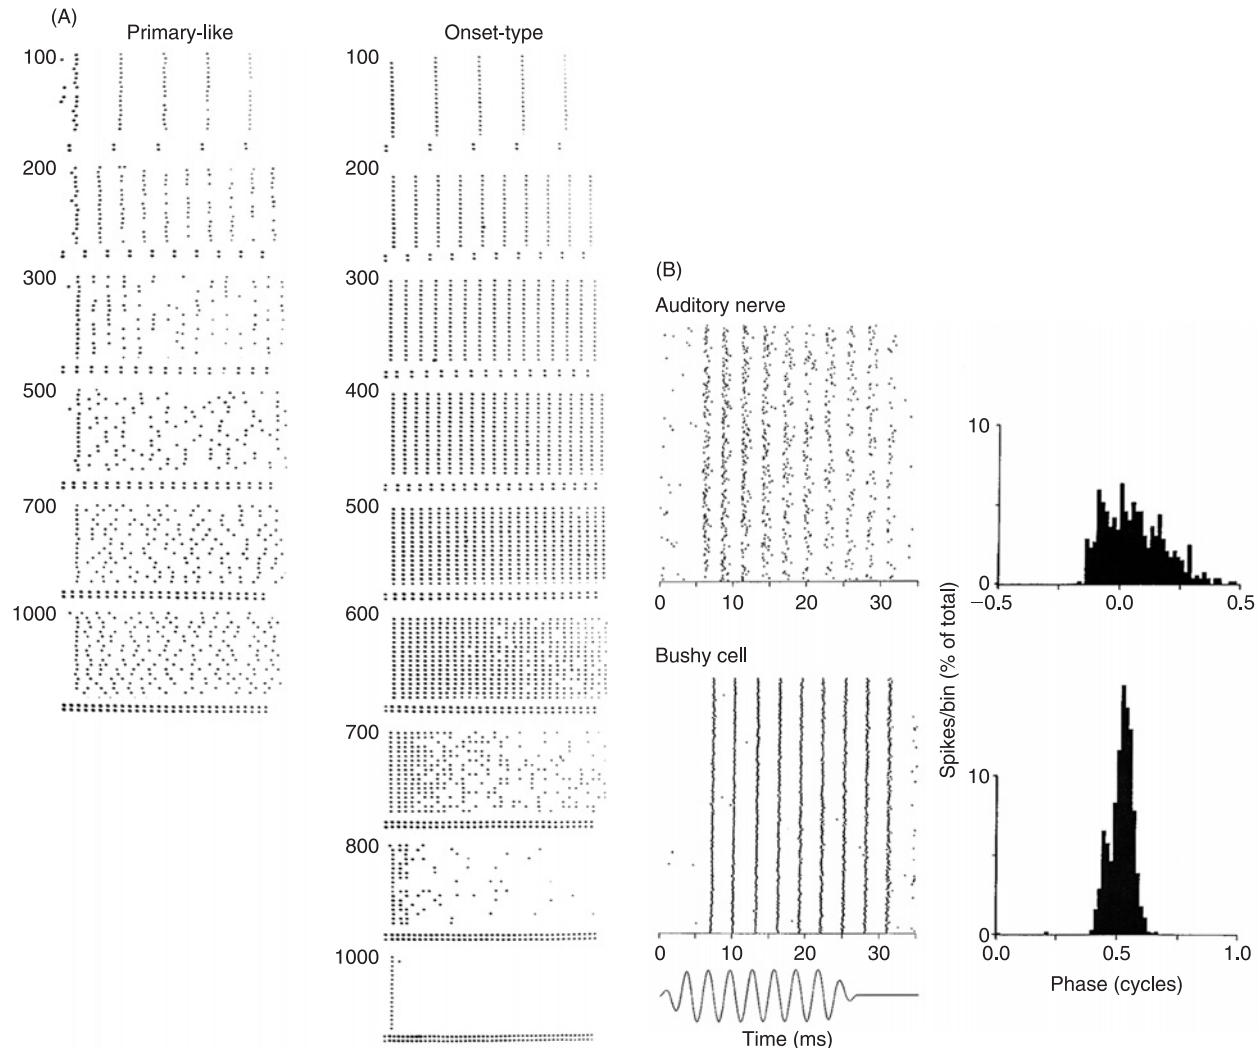 (A)
Primary-like
100
200
300
500
700
1000
Onset-type
100
200
300
400
500
600
700
800
1000
(B)
Auditory nerve
0 10 20 30
Bushy cell
0 10 20 30
Time (ms)
Spikes/bin (% of total)
10
0
−0.5 0.0 0.5
10
0
0.0 0.5 1.0
Phase (cycles)